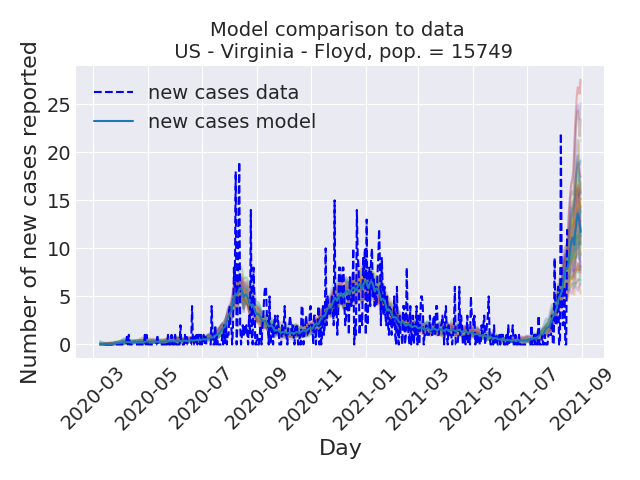 Model comparison to data
US - Virginia - Floyd, pop. = 15749
Number of new cases reported
25
20
15
10
5
0
new cases data
new cases model
2020-03
2020-05
2020-07
2020-09
2020-11
2021-01
2021-03
2021-05
2021-07
2021-09
Day